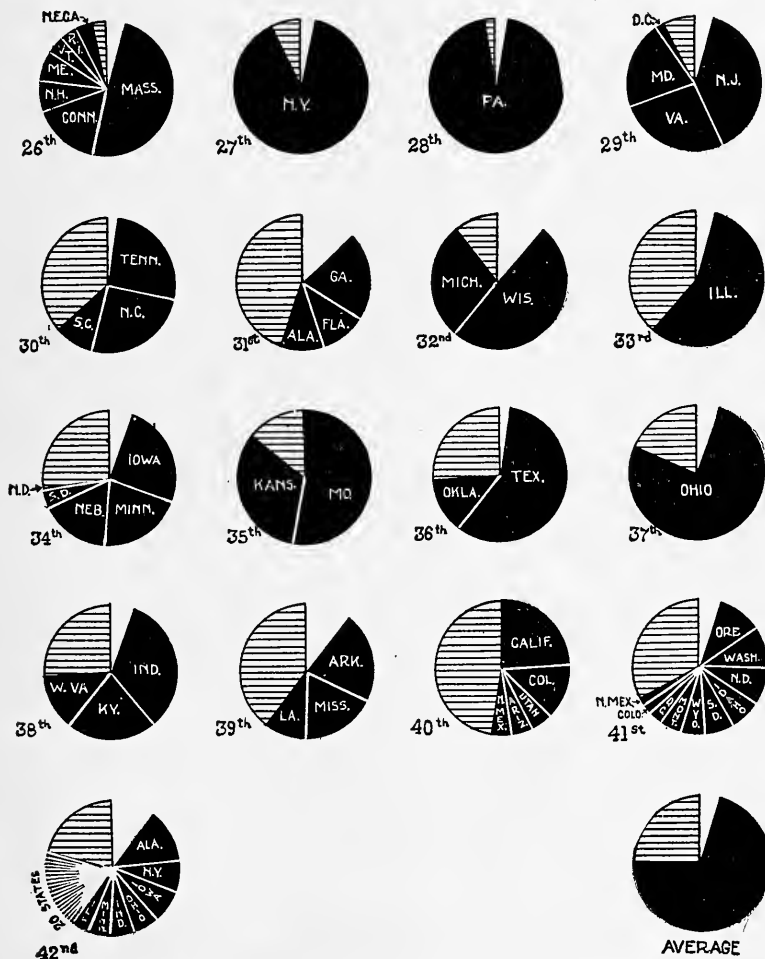 N.E.G.A.
R.I.
V.T.
ME.
N.H.
CONN.
MASS.
26th
N.Y.
27th
PA.
28th
D.C.
MD.
N.J.
VA.
29th
TENN.
S.C.
N.C.
30th
GA.
FLA.
ALA.
31st
MICH.
WIS.
32nd
ILL.
33rd
IOWA
N.D.
S.D.
NEB.
MINN.
34th
KANS.
MO.
35th
TEX.
OKLA.
36th
OHIO
37th
IND.
W. VA
KY.
38th
ARK.
MISS.
LA.
39th
CALIF.
COL.
UTAH
ARIZ.
N. MEX.
40th
ORE
WASH.
N.D.
IDAHO
S.D.
WYO.
MONT.
N.MEX.
COLO.
41st
ALA.
N.Y.
IOWA
OHIO
IND.
MINN.
ILL.
20 STATES
42nd
AVERAGE